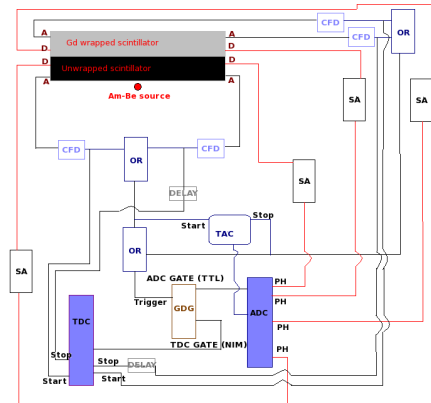 CFD
A Gd wrapped scintillator A
CFD
OR
D D
D Unwrapped scintillator D
A A
Am-Be source
SA
SA
CFD
OR
CFD
SA
DELAY
Start
TAC
Stop
OR
SA
ADC GATE (TTL)
PH
Trigger
GDG
ADC
PH
TDC
PH
TDC GATE (NIM)
PH
Stop
Stop
DELAY
Start
Start